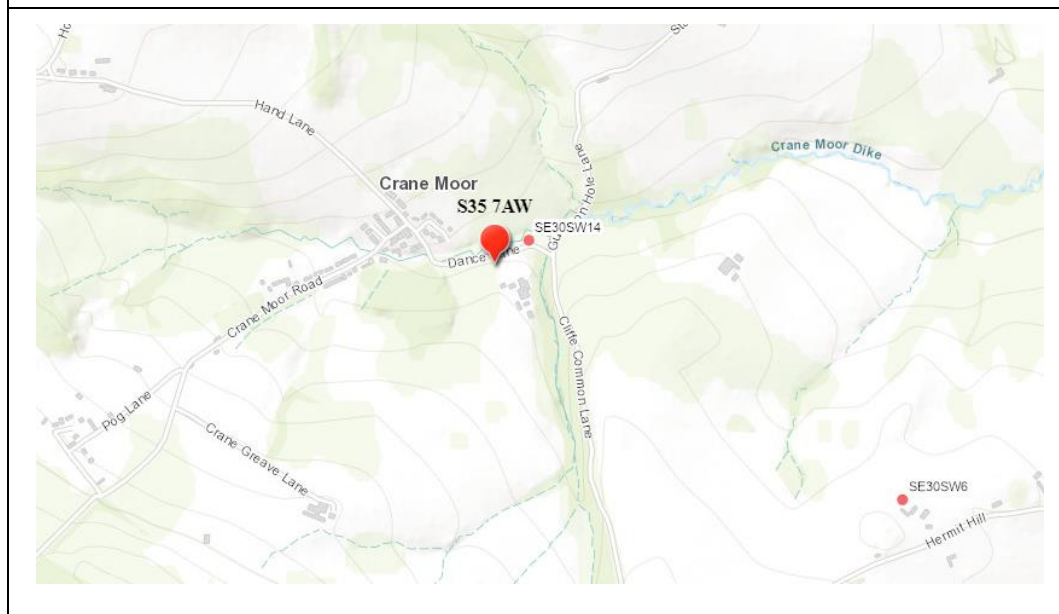 Hand Lane
Crane Moor Dike
Crane Moor
S35 7AW
SE30SW14
Crane Moor Road
Cliffe Common Lane
Pog Lane
Crane Greave Lane
SE30SW6
Hermit Hill